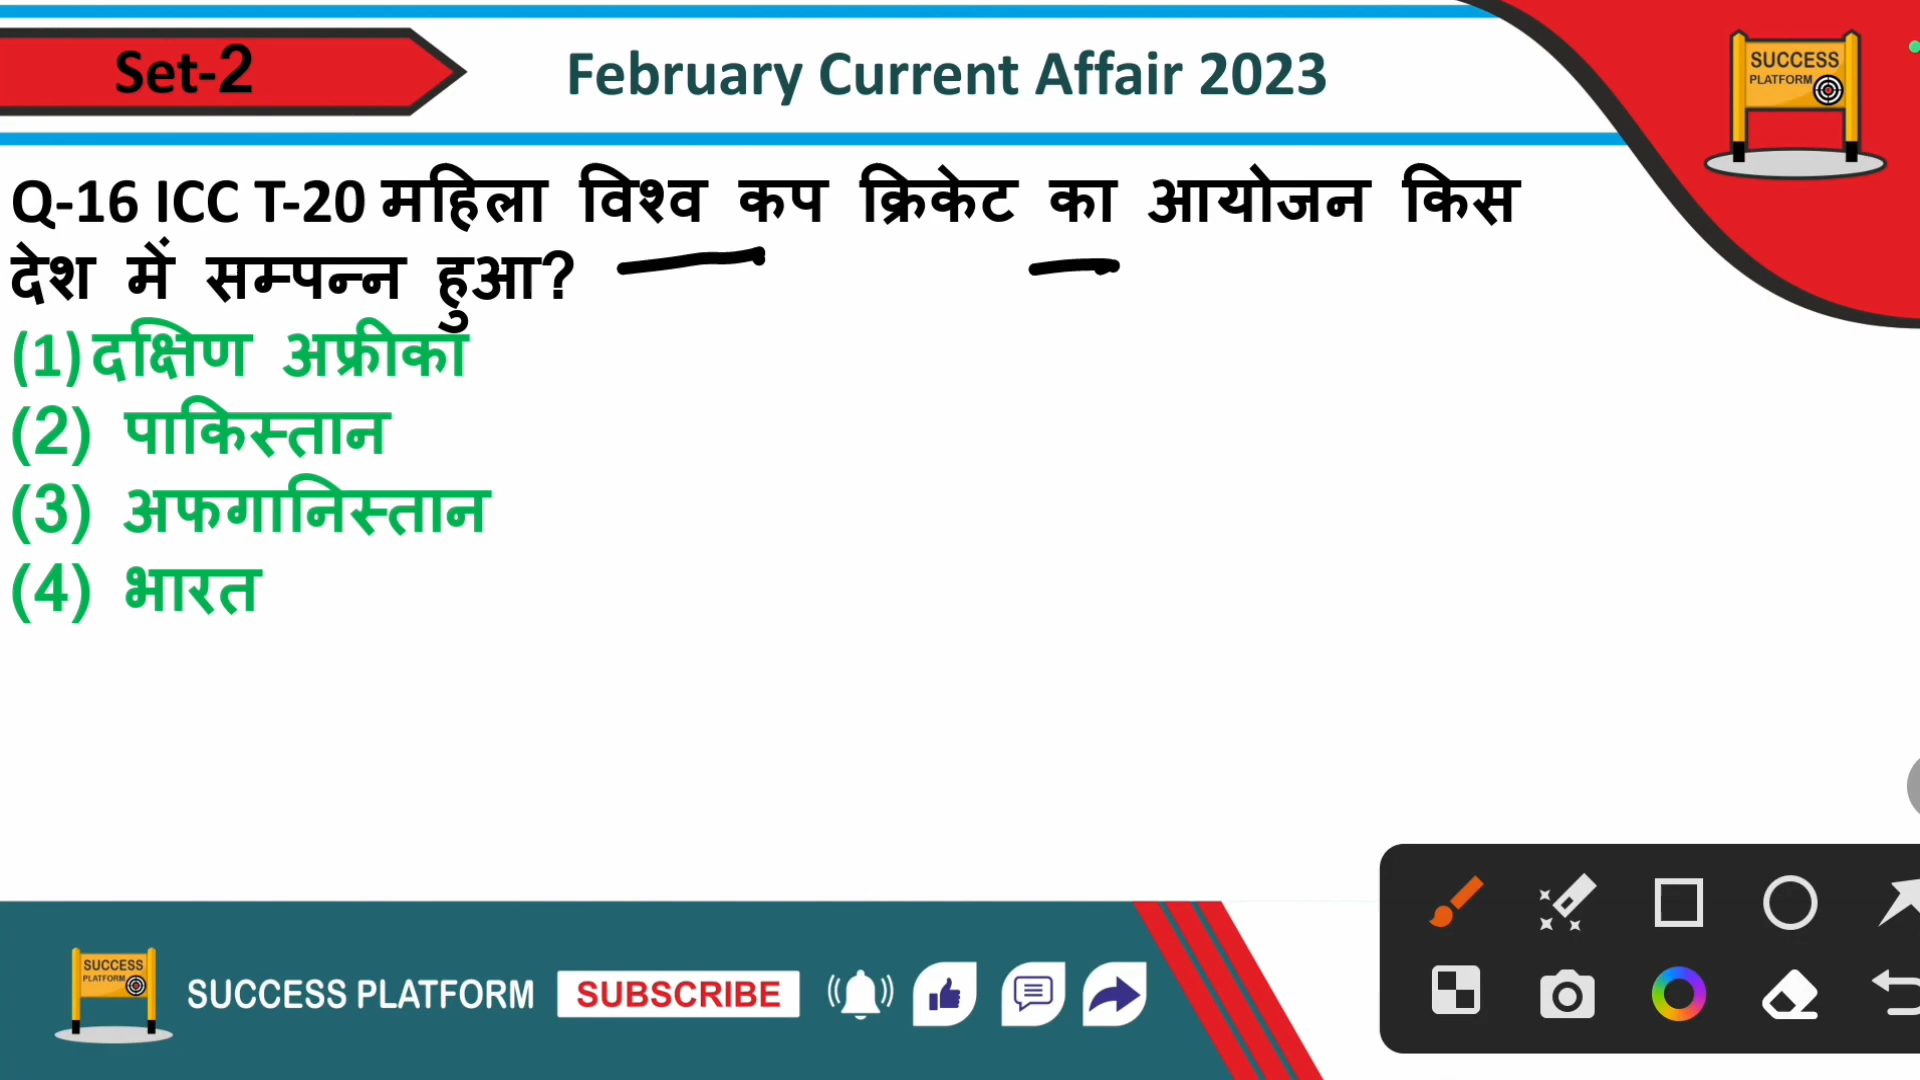 Set-2
February Current Affair 2023
SUCCESS
PLATFORM
Q-16 ICC T-20 महिला विश्व कप क्रिकेट का आयोजन किस
देश में सम्पन्न हुआ?
(1) दक्षिण अफ्रीका
(2) पाकिस्तान
(3) अफगानिस्तान
(4) भारत
SUCCESS
PLATFORM
SUCCESS PLATFORM
SUBSCRIBE